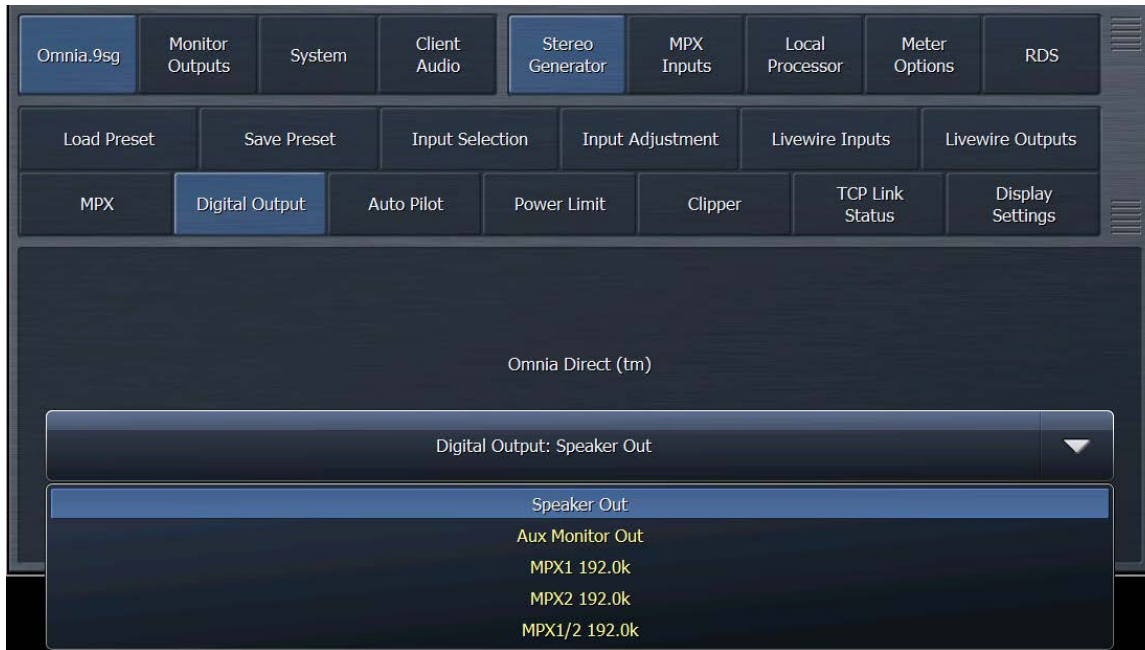 Omnia.9sg
Monitor
Outputs
System
Client
Audio
Stereo
Generator
MPX
Inputs
Local
Processor
Meter
Options
RDS
Load Preset
Save Preset
Input Selection
Input Adjustment
Livewire Inputs
Livewire Outputs
MPX
Digital Output
Auto Pilot
Power Limit
Clipper
TCP Link
Status
Display
Settings
Omnia Direct (tm)
Digital Output: Speaker Out
Speaker Out
Aux Monitor Out
MPX1 192.0k
MPX2 192.0k
MPX1/2 192.0k